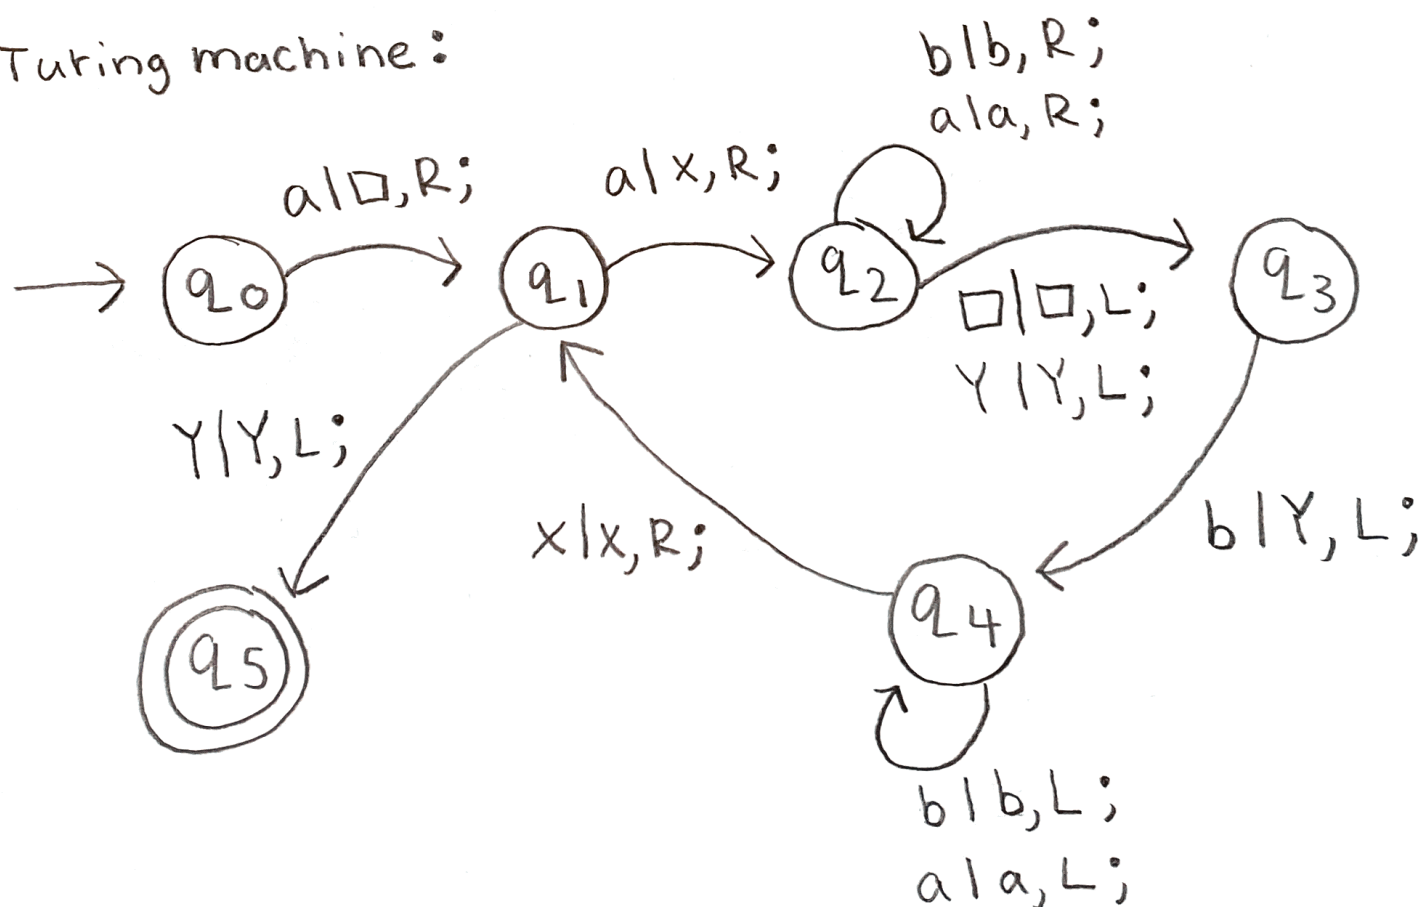 Turing machine:
b|b, R;
a|a, R;
a|□, R;
a|x, R;
q0
q1
q2
q3
□|□, L;
Y|Y, L;
Y|Y, L;
x|x, R;
b|Y, L;
q4
q5
b|b, L;
a|a, L;